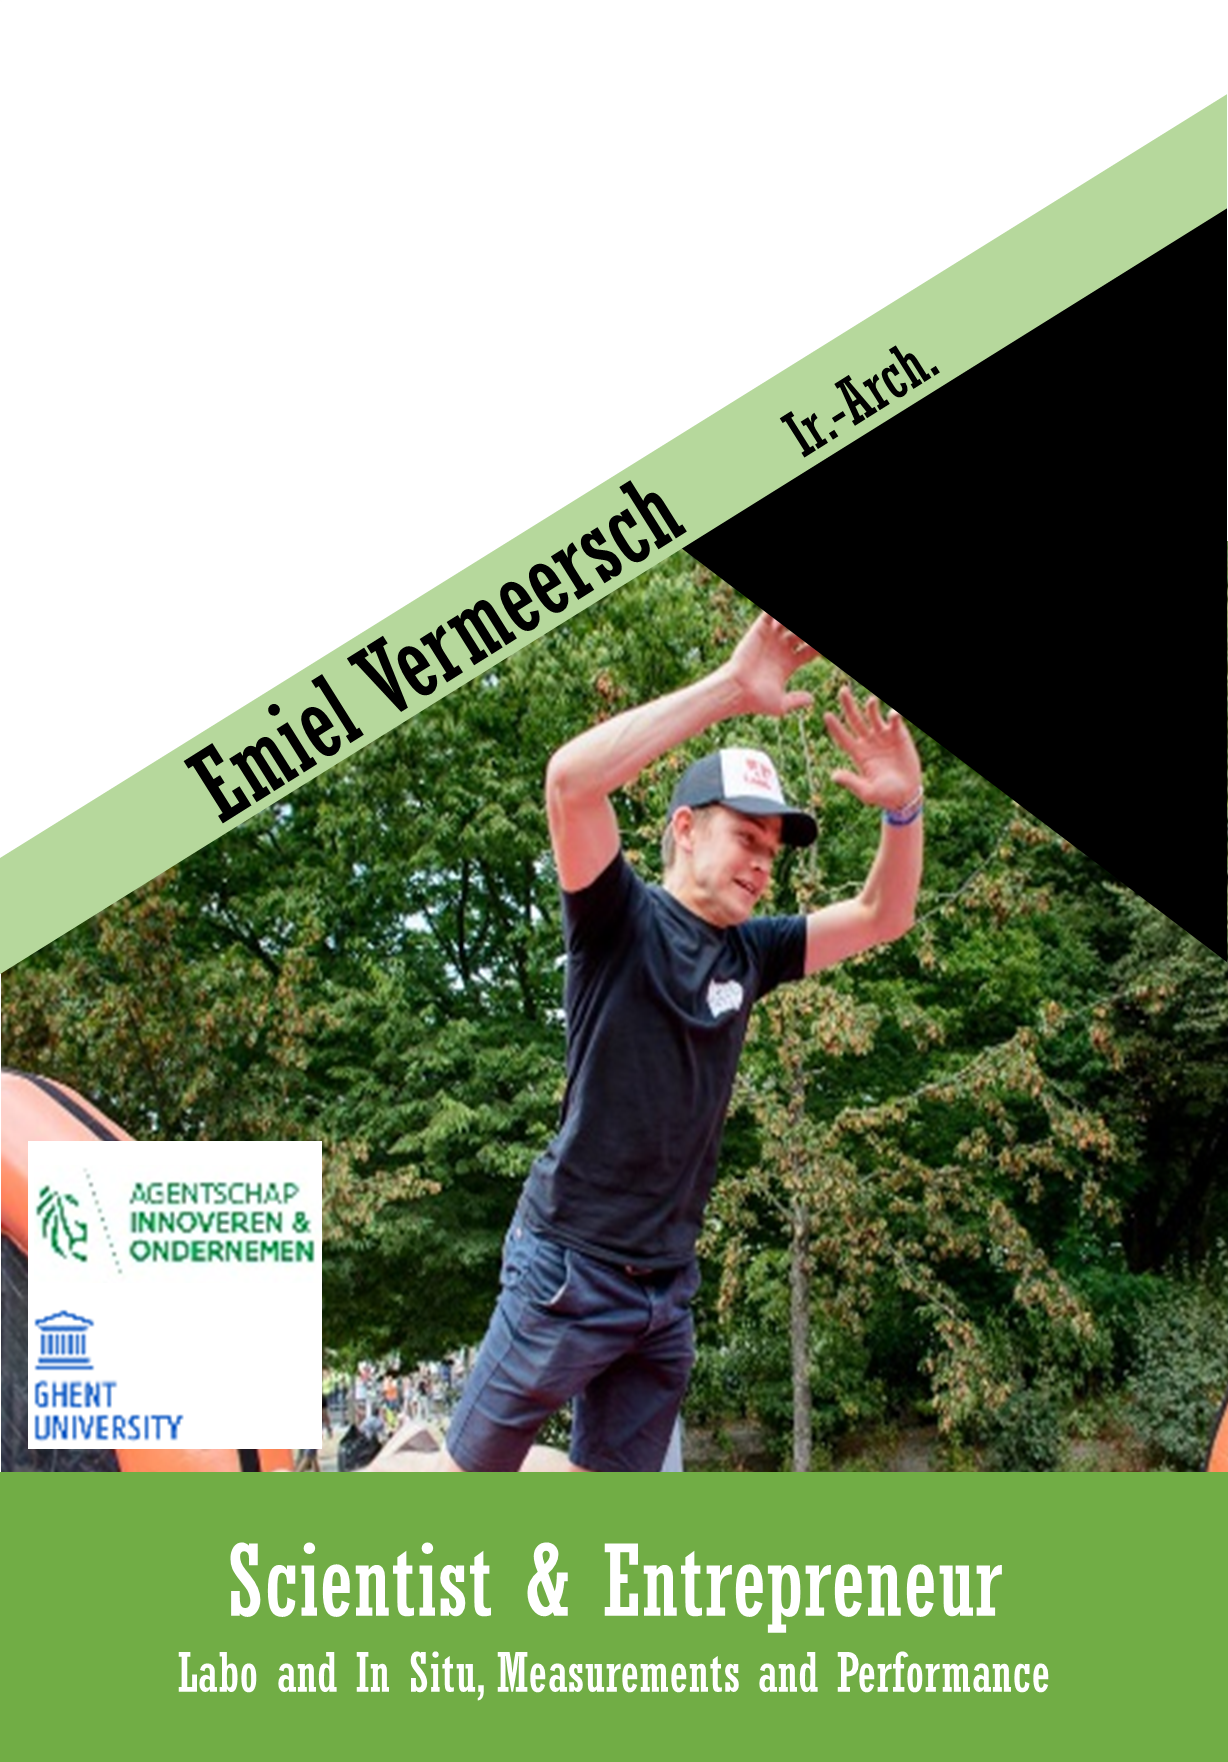 Ir.-Arch.
Emiel Vermeersch
AGENTSCHAP
INNOVEREN &
ONDERNEMEN
GHENT
UNIVERSITY
Scientist & Entrepreneur
Labo and In Situ, Measurements and Performance